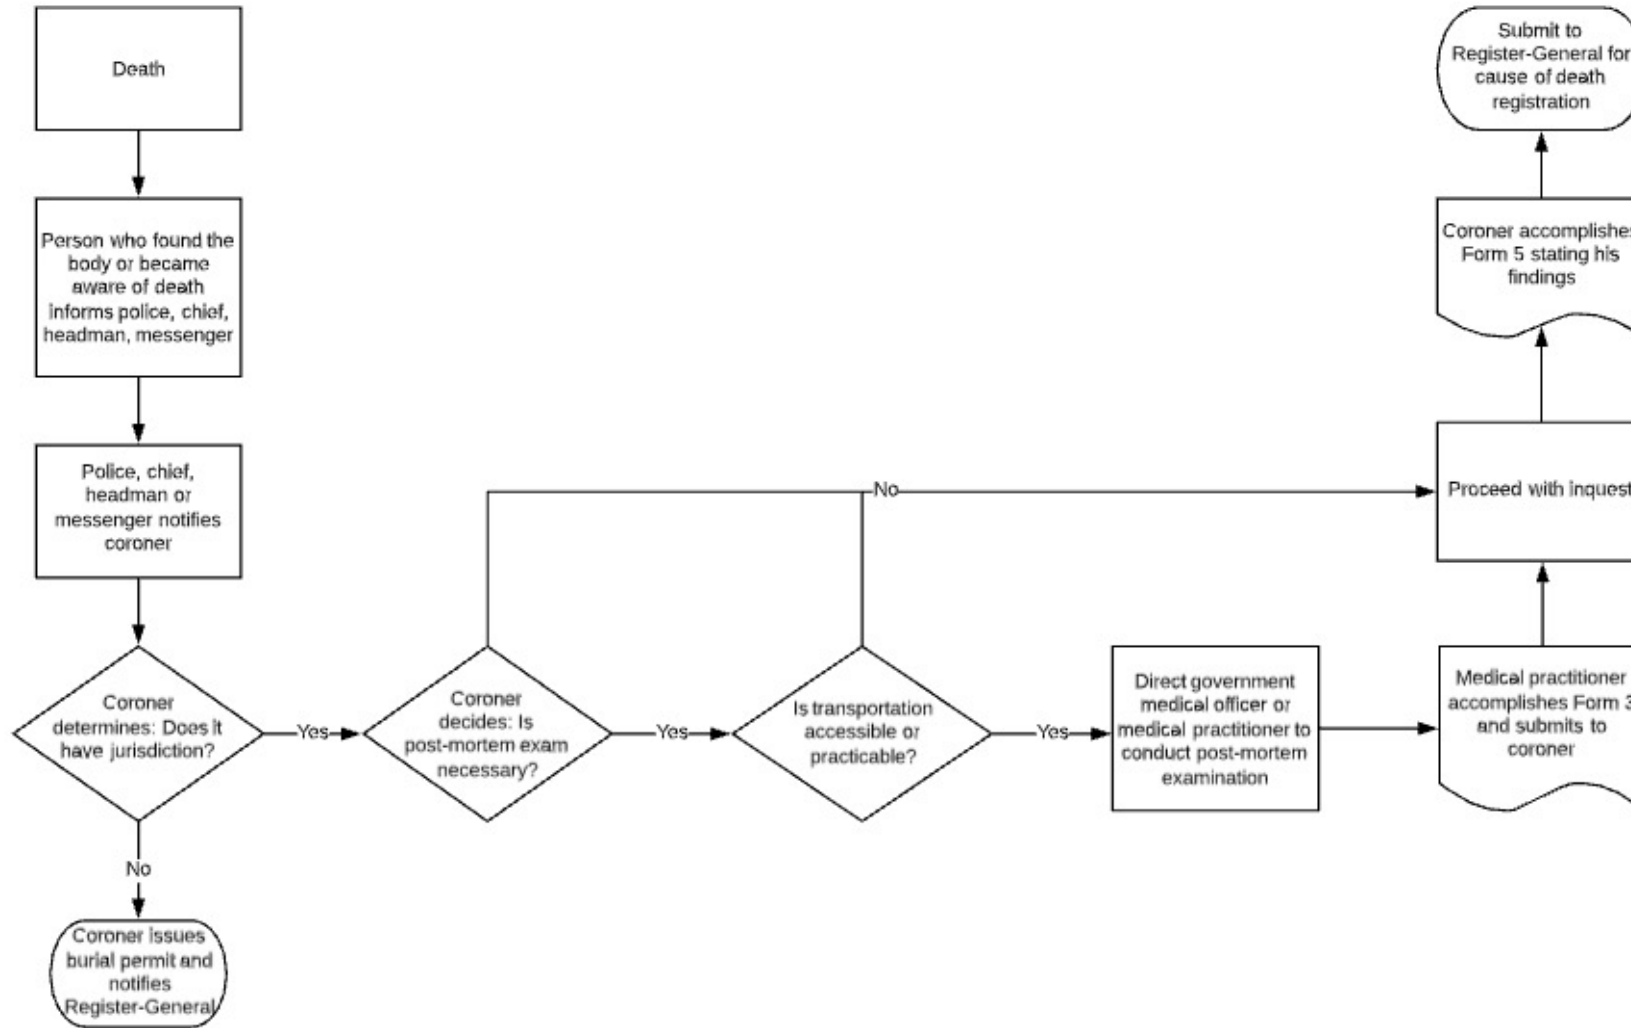 Death
Person who found the
body or became
aware of death
informs police, chief,
headman, messenger
Police, chief,
headman or
messenger notifies
coroner
Coroner
determines: Does it
have jurisdiction?
Yes
No
Coroner issues
burial permit and
notifies
Register-General
Coroner
decides: Is
post-mortem exam
necessary?
Yes
No
Is transportation
accessible or
practicable?
Yes
Direct government
medical officer or
medical practitioner to
conduct post-mortem
examination
Medical practitioner
accomplishes Form 3
and submits to
coroner
Proceed with inquest
Coroner accomplishes
Form 5 stating his
findings
Submit to
Register-General for
cause of death
registration